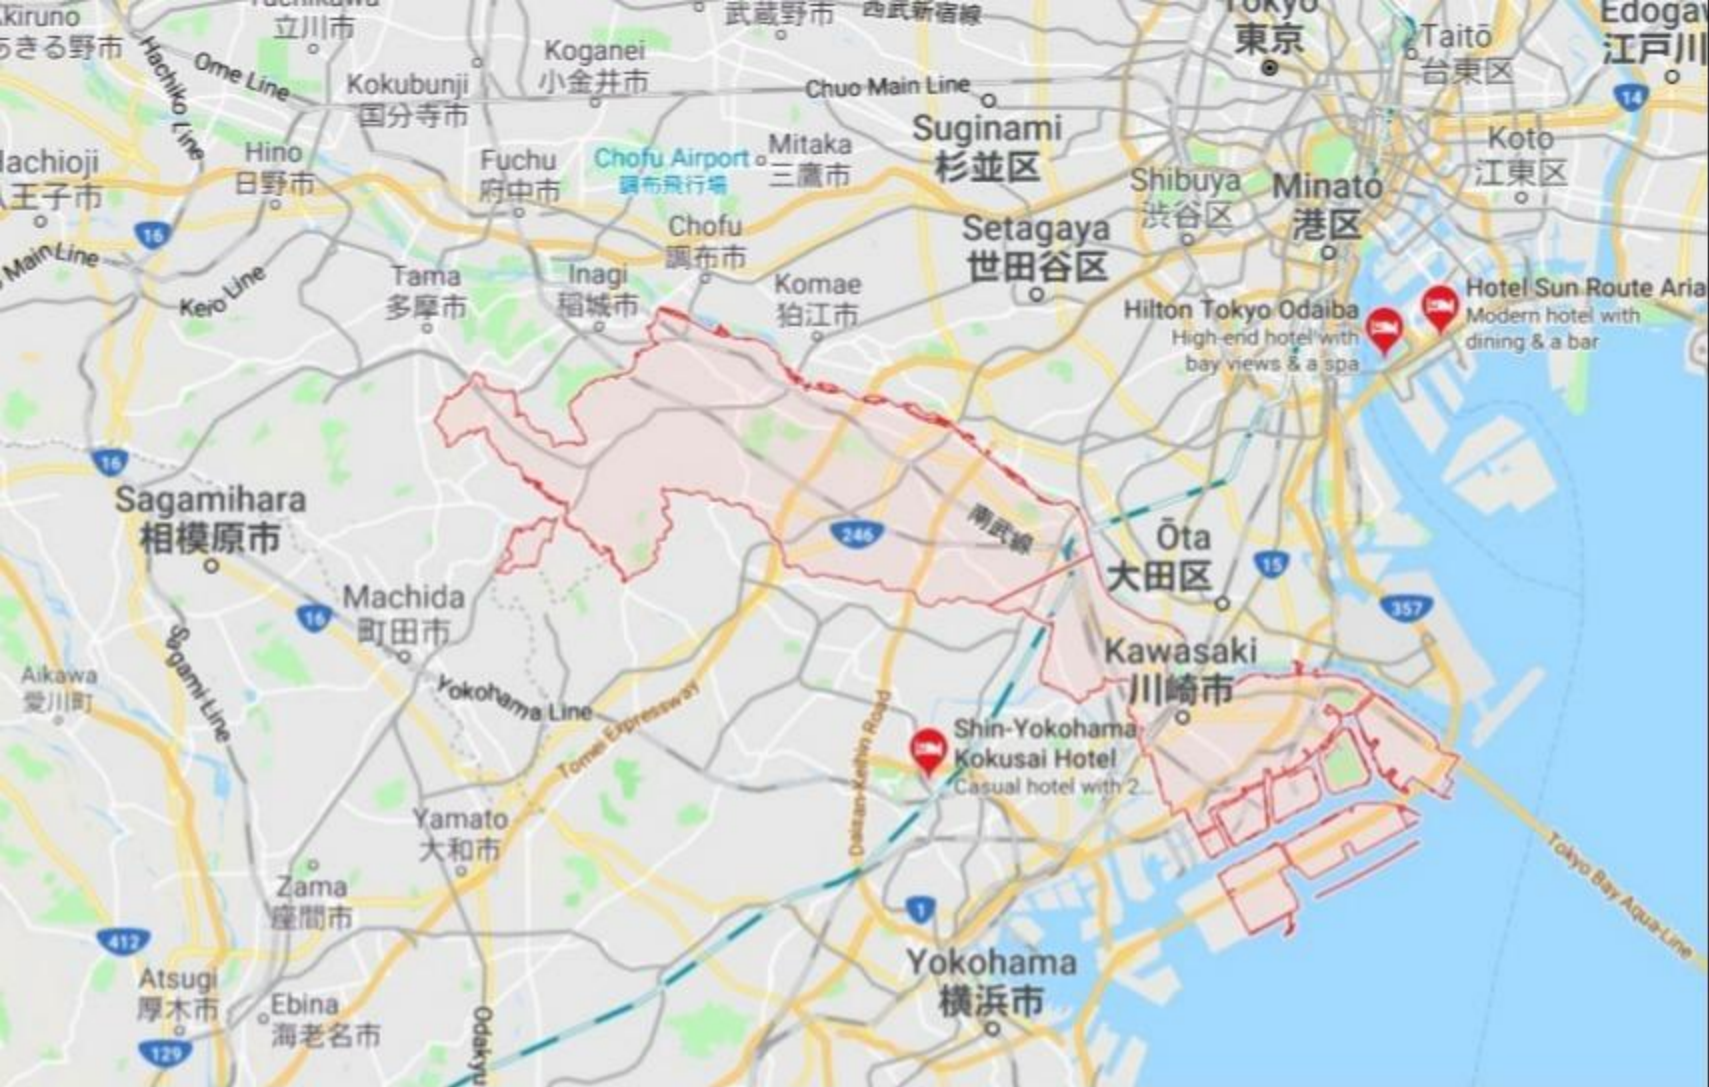 Akiruno
あきる野市
Tachikawa
立川市
武蔵野市
西武新宿線
Tokyo
東京
Taitō
台東区
江戸川
Hachiko Line
Ome Line
Kokubunji
国分寺市
Koganei
小金井市
Chuo Main Line
Suginami
杉並区
14
Koto
江東区
Hachioji
八王子市
Hino
日野市
Fuchu
府中市
Chofu Airport
調布飛行場
Mitaka
三鷹市
Shibuya
渋谷区
Minato
港区
16
Main Line
Keio Line
Tama
多摩市
Inagi
稲城市
Chofu
調布市
Komae
狛江市
Setagaya
世田谷区
Hilton Tokyo Odaiba
High-end hotel with
bay views & a spa
Hotel Sun Route Aria
Modern hotel with
dining & a bar
16
Sagamihara
相模原市
246
南武線
Ōta
大田区
15
357
16
Machida
町田市
Kawasaki
川崎市
Aikawa
愛川町
Sagami Line
Yokohama Line
Tomei Expressway
Daisan-Keihin Road
Shin-Yokohama
Kokusai Hotel
Casual hotel with 2...
Yamato
大和市
Zama
座間市
Tokyo Bay Aqua-Line
412
1
Yokohama
横浜市
Atsugi
厚木市
Ebina
海老名市
129
Odakyu